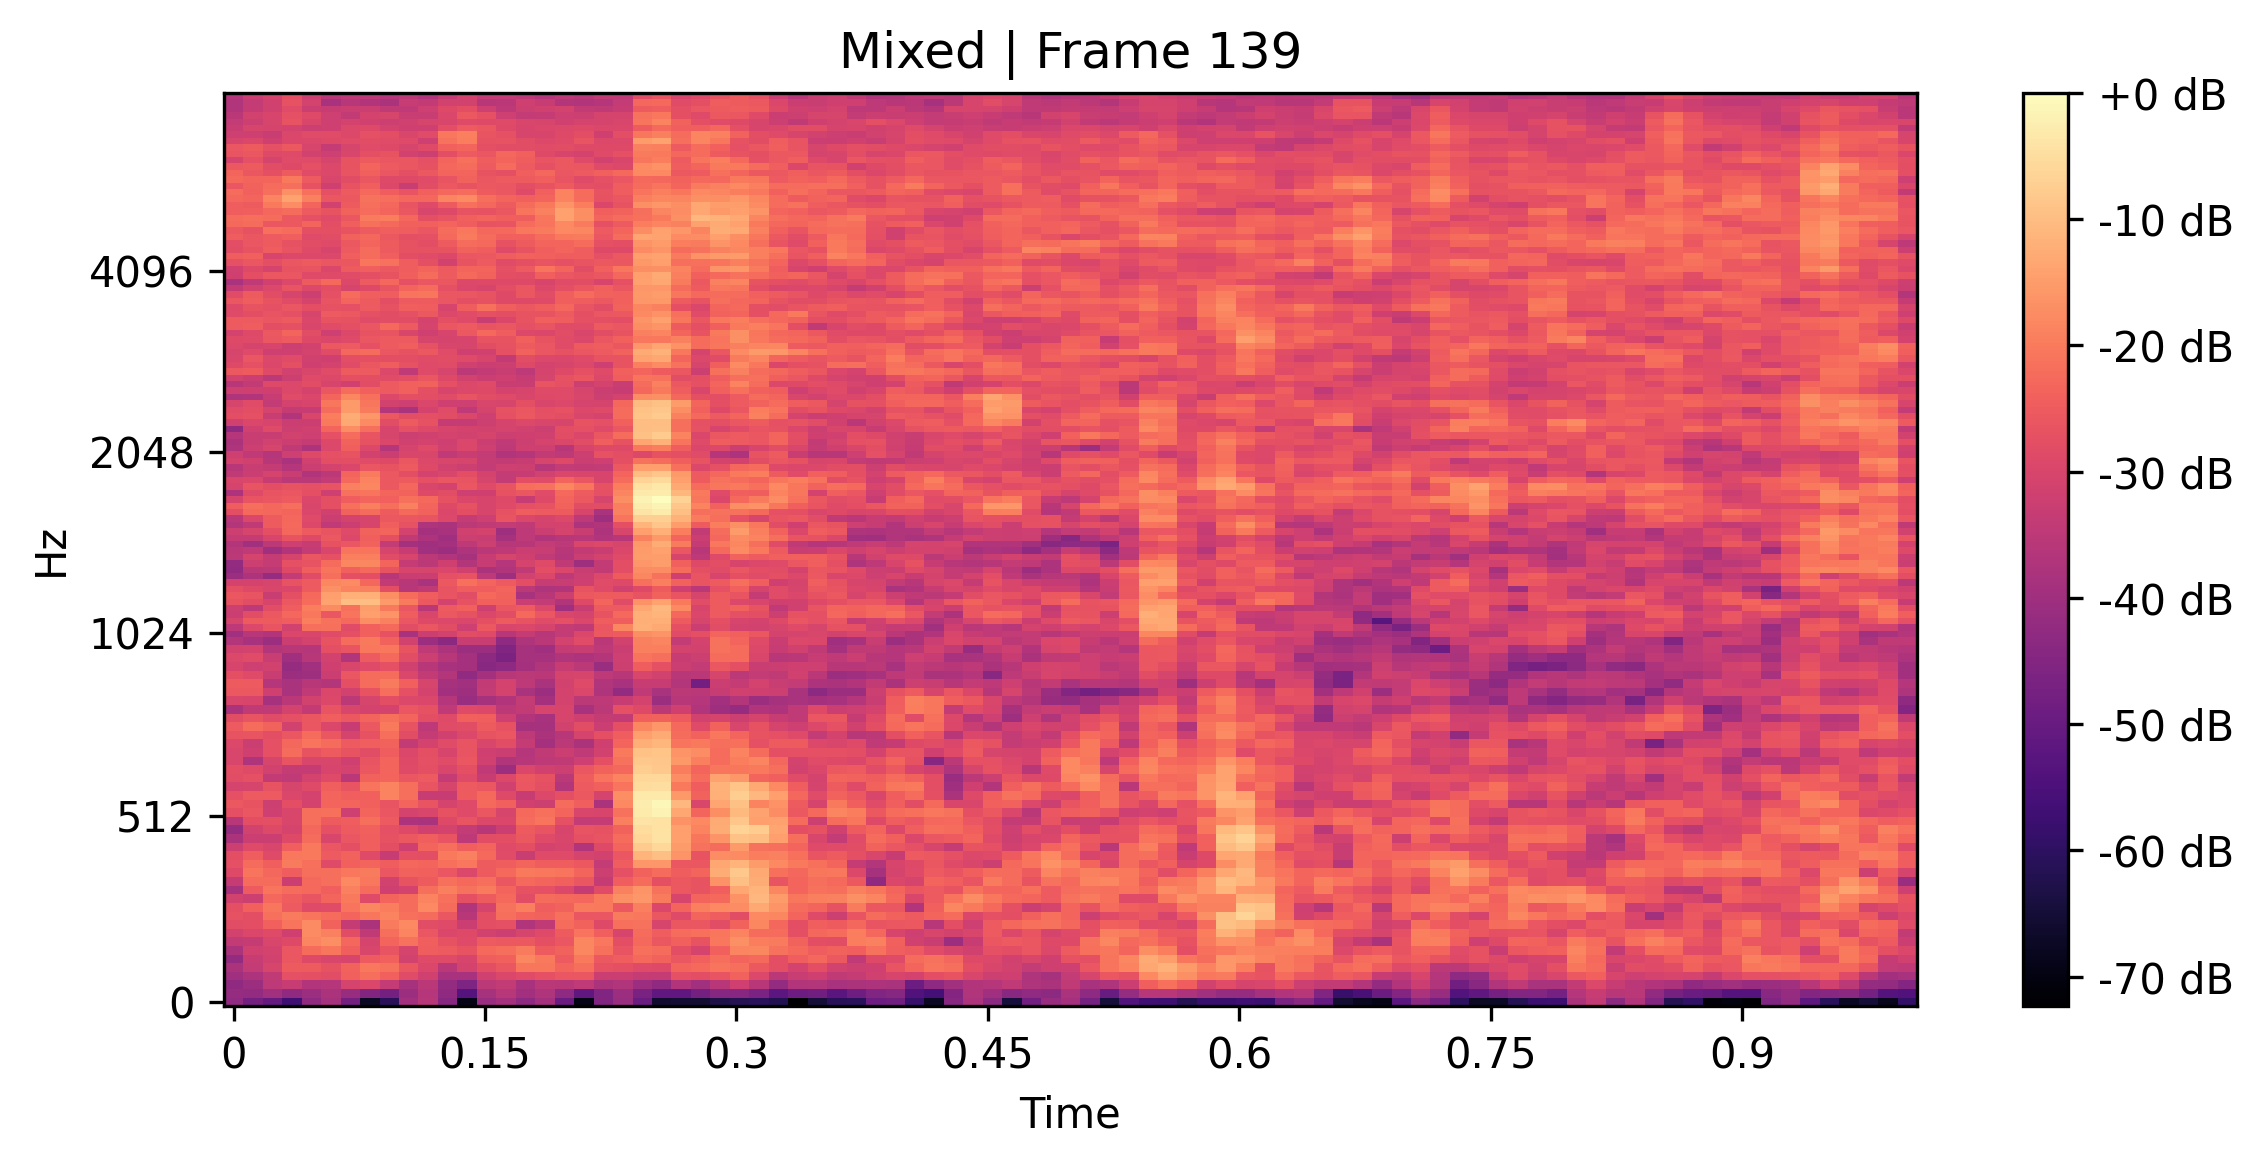 Mixed | Frame 139
+0 dB
-10 dB
-20 dB
-30 dB
-40 dB
-50 dB
-60 dB
-70 dB
Hz
4096
2048
1024
512
0
0 0.15 0.3 0.45 0.6 0.75 0.9
Time